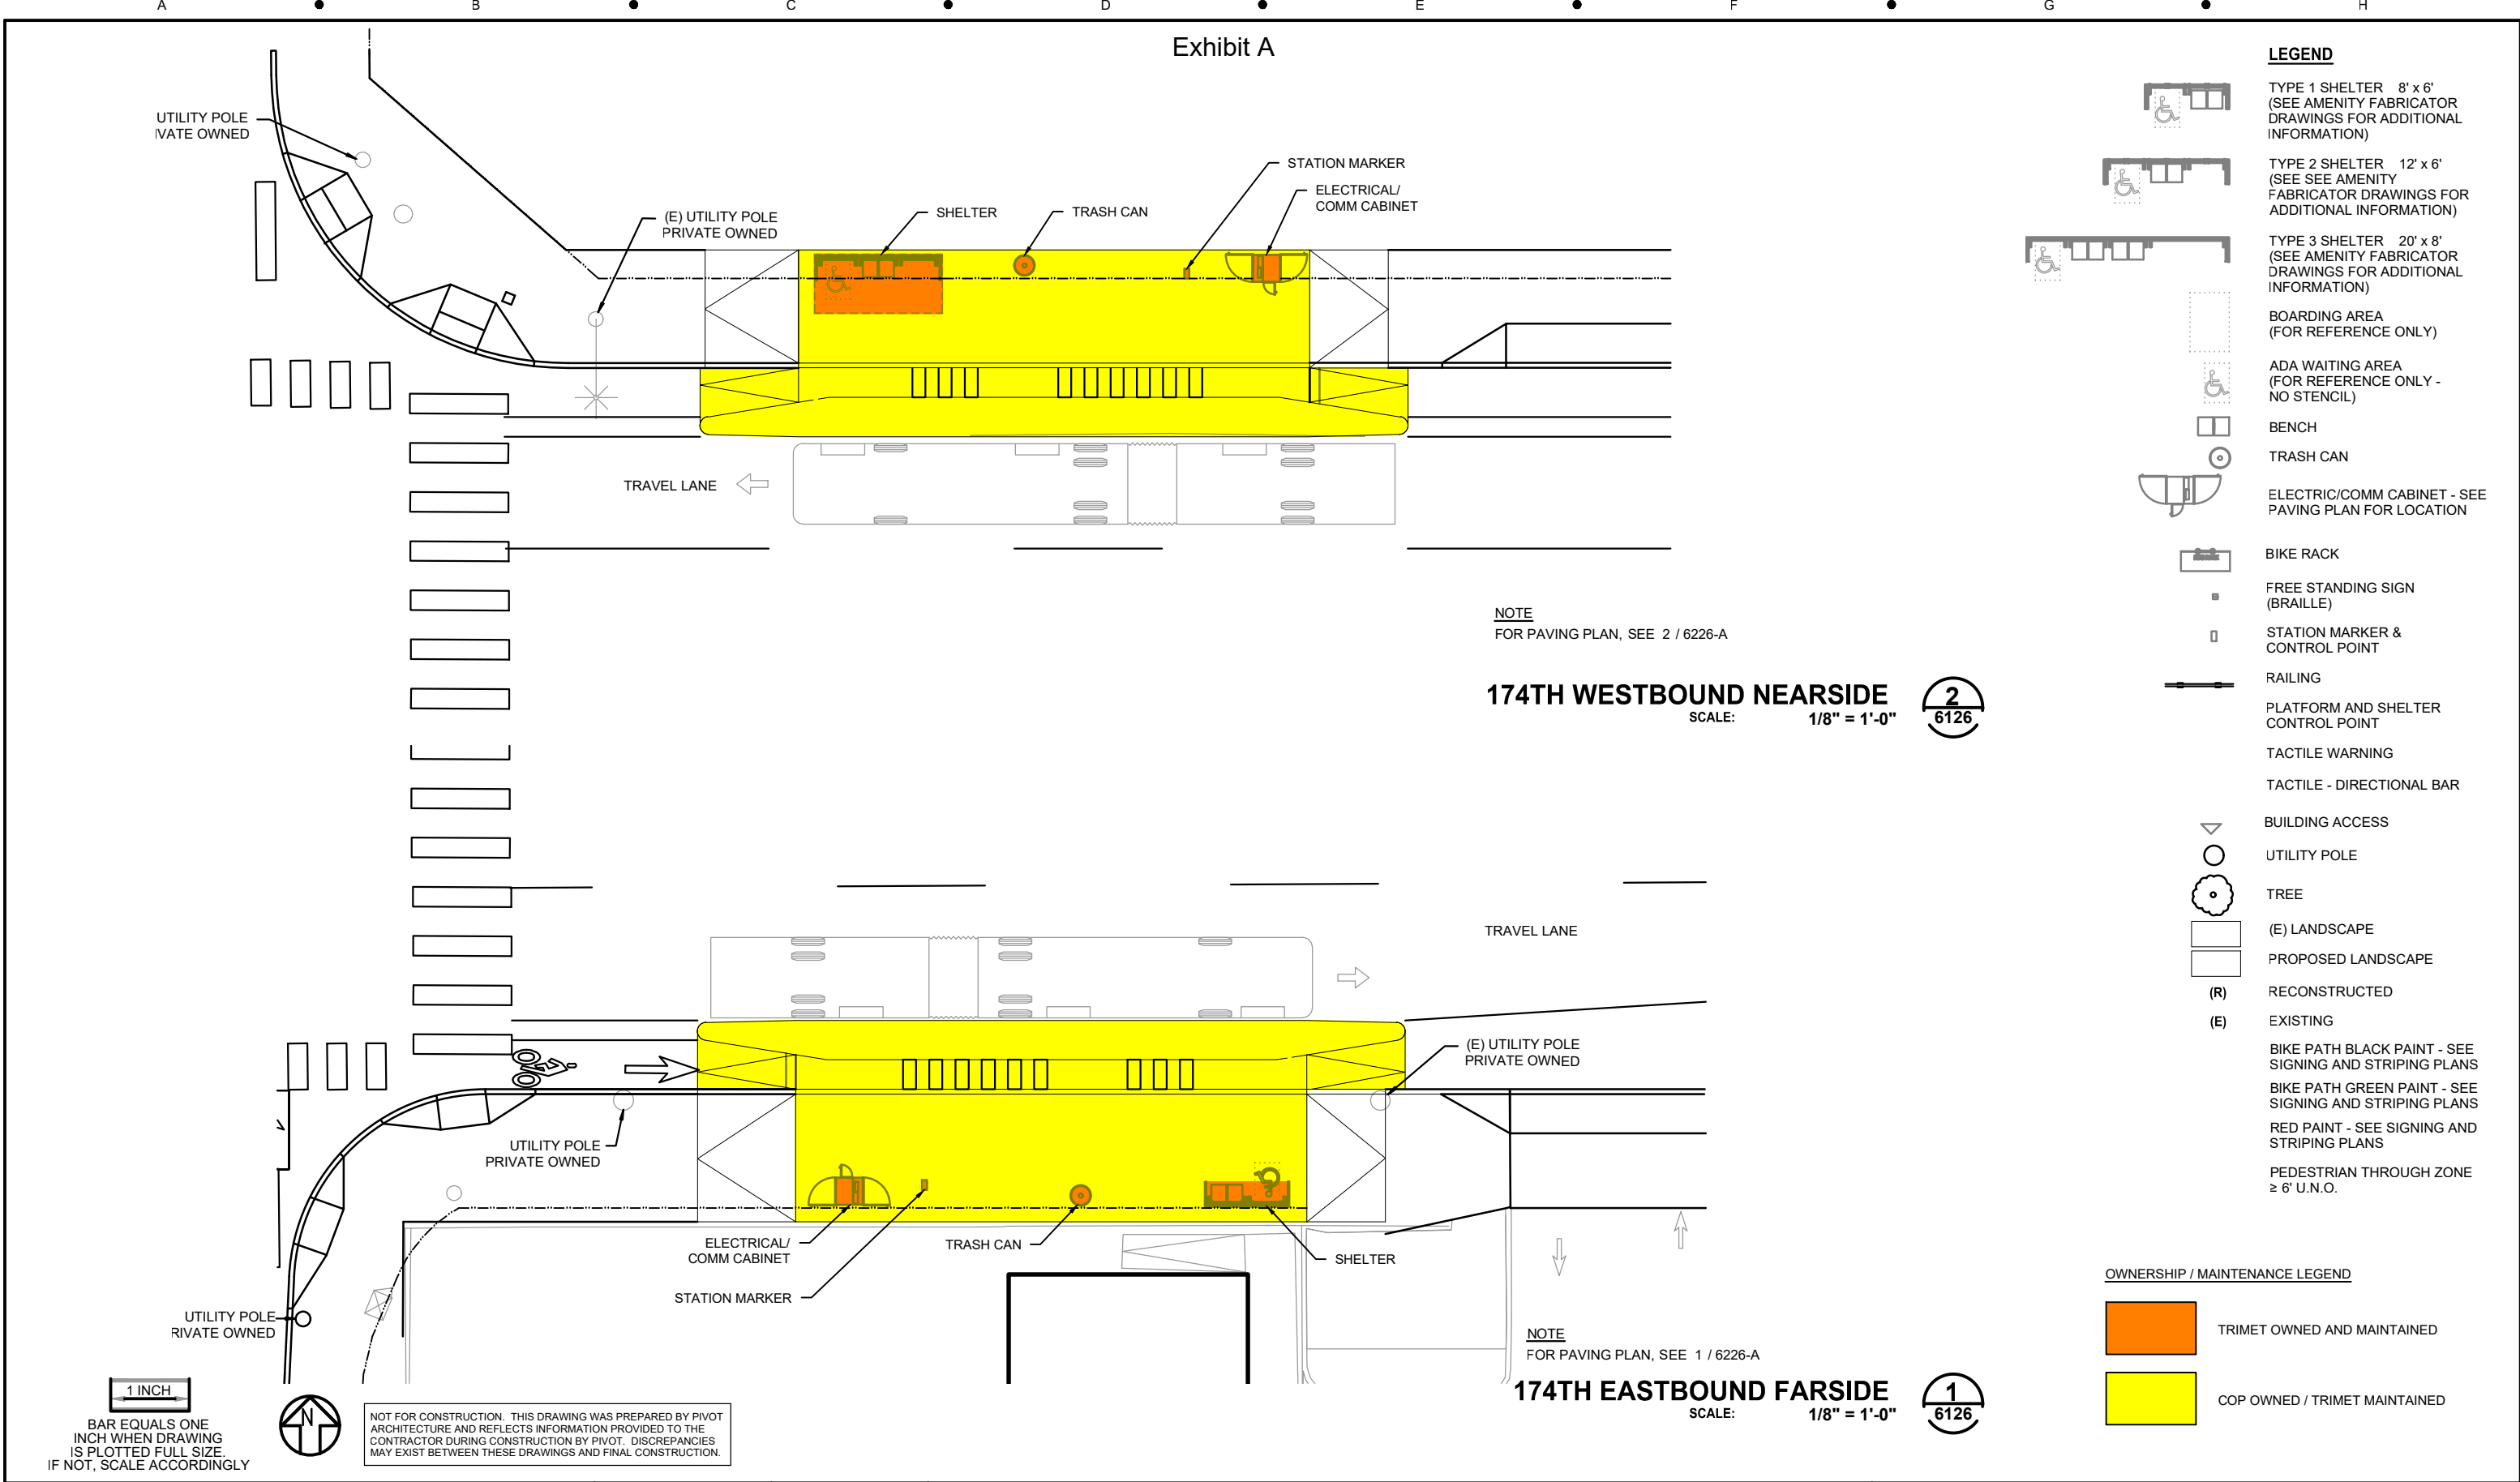 A B C D E F G H
Exhibit A
UTILITY POLE
IVATE OWNED
(E) UTILITY POLE
PRIVATE OWNED
SHELTER
TRASH CAN
STATION MARKER
ELECTRICAL/
COMM CABINET
TRAVEL LANE
NOTE
FOR PAVING PLAN, SEE 2 / 6226-A
174TH WESTBOUND NEARSIDE
SCALE: 1/8" = 1'-0"
2
6126
TRAVEL LANE
(E) UTILITY POLE
PRIVATE OWNED
UTILITY POLE
PRIVATE OWNED
ELECTRICAL/
COMM CABINET
STATION MARKER
TRASH CAN
SHELTER
UTILITY POLE
RIVATE OWNED
NOTE
FOR PAVING PLAN, SEE 1 / 6226-A
174TH EASTBOUND FARSIDE
SCALE: 1/8" = 1'-0"
1
6126
1 INCH
BAR EQUALS ONE
INCH WHEN DRAWING
IS PLOTTED FULL SIZE.
IF NOT, SCALE ACCORDINGLY
N
NOT FOR CONSTRUCTION. THIS DRAWING WAS PREPARED BY PIVOT
ARCHITECTURE AND REFLECTS INFORMATION PROVIDED TO THE
CONTRACTOR DURING CONSTRUCTION BY PIVOT. DISCREPANCIES
MAY EXIST BETWEEN THESE DRAWINGS AND FINAL CONSTRUCTION.
LEGEND
TYPE 1 SHELTER 8' x 6'
(SEE AMENITY FABRICATOR
DRAWINGS FOR ADDITIONAL
INFORMATION)
TYPE 2 SHELTER 12' x 6'
(SEE SEE AMENITY
FABRICATOR DRAWINGS FOR
ADDITIONAL INFORMATION)
TYPE 3 SHELTER 20' x 8'
(SEE AMENITY FABRICATOR
DRAWINGS FOR ADDITIONAL
INFORMATION)
BOARDING AREA
(FOR REFERENCE ONLY)
ADA WAITING AREA
(FOR REFERENCE ONLY -
NO STENCIL)
BENCH
TRASH CAN
ELECTRIC/COMM CABINET - SEE
PAVING PLAN FOR LOCATION
BIKE RACK
FREE STANDING SIGN
(BRAILLE)
STATION MARKER &
CONTROL POINT
RAILING
PLATFORM AND SHELTER
CONTROL POINT
TACTILE WARNING
TACTILE - DIRECTIONAL BAR
BUILDING ACCESS
UTILITY POLE
TREE
(E) LANDSCAPE
PROPOSED LANDSCAPE
(R) RECONSTRUCTED
(E) EXISTING
BIKE PATH BLACK PAINT - SEE
SIGNING AND STRIPING PLANS
BIKE PATH GREEN PAINT - SEE
SIGNING AND STRIPING PLANS
RED PAINT - SEE SIGNING AND
STRIPING PLANS
PEDESTRIAN THROUGH ZONE
≥ 6' U.N.O.
OWNERSHIP / MAINTENANCE LEGEND
TRIMET OWNED AND MAINTAINED
COP OWNED / TRIMET MAINTAINED